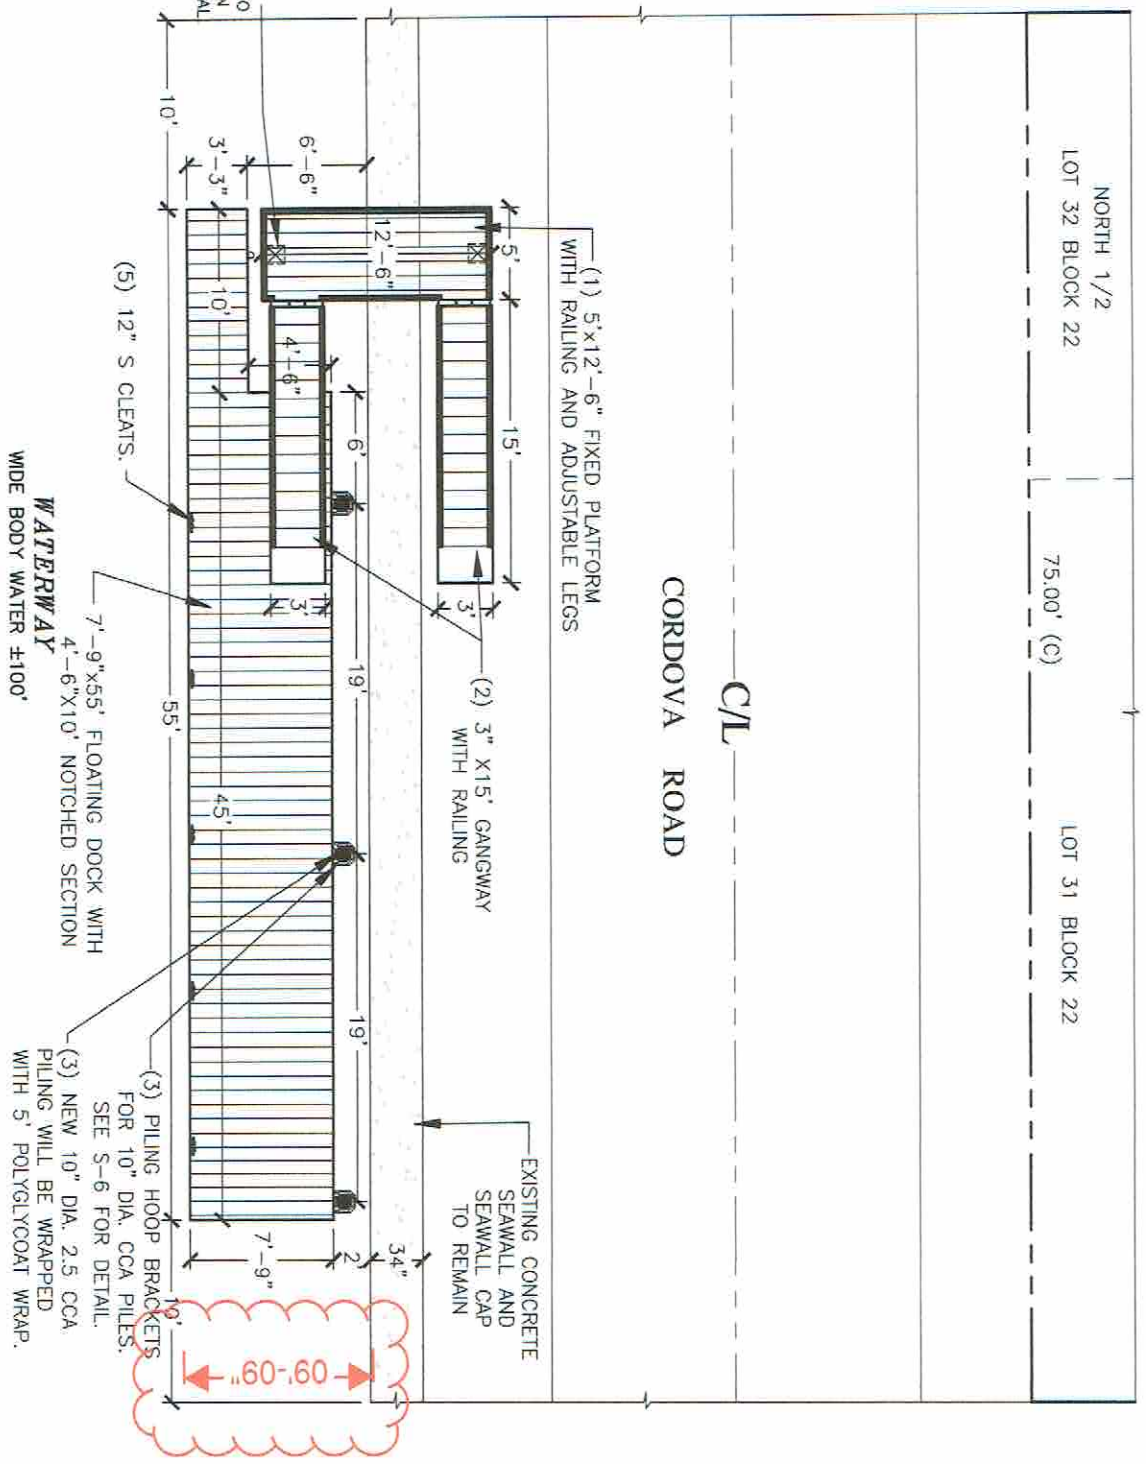 NORTH 1/2
LOT 32 BLOCK 22
75.00' (C)
LOT 31 BLOCK 22
C/L
CORDOVA ROAD
(1) 5'x12'-6" FIXED PLATFORM
WITH RAILING AND ADJUSTABLE LEGS
(2) 3" X15' GANGWAY
WITH RAILING
EXISTING CONCRETE
SEAWALL AND
SEAWALL CAP
TO REMAIN
10'
3'-3"
6'-6"
12'-6"
5'
15'
10'
4'-6"
6'
3'
3'
19'
19'
45'
55'
34"
2'
7'-9"
10'
09'-09"
(5) 12" S CLEATS.
7'-9"x55' FLOATING DOCK WITH
4'-6"X10' NOTCHED SECTION
WATERWAY
WIDE BODY WATER ±100'
(3) PILING HOOP BRACKETS
FOR 10" DIA. CCA PILES.
SEE S-6 FOR DETAIL.
(3) NEW 10" DIA. 2.5 CCA
PILING WILL BE WRAPPED
WITH 5' POLYGLYCOAT WRAP.